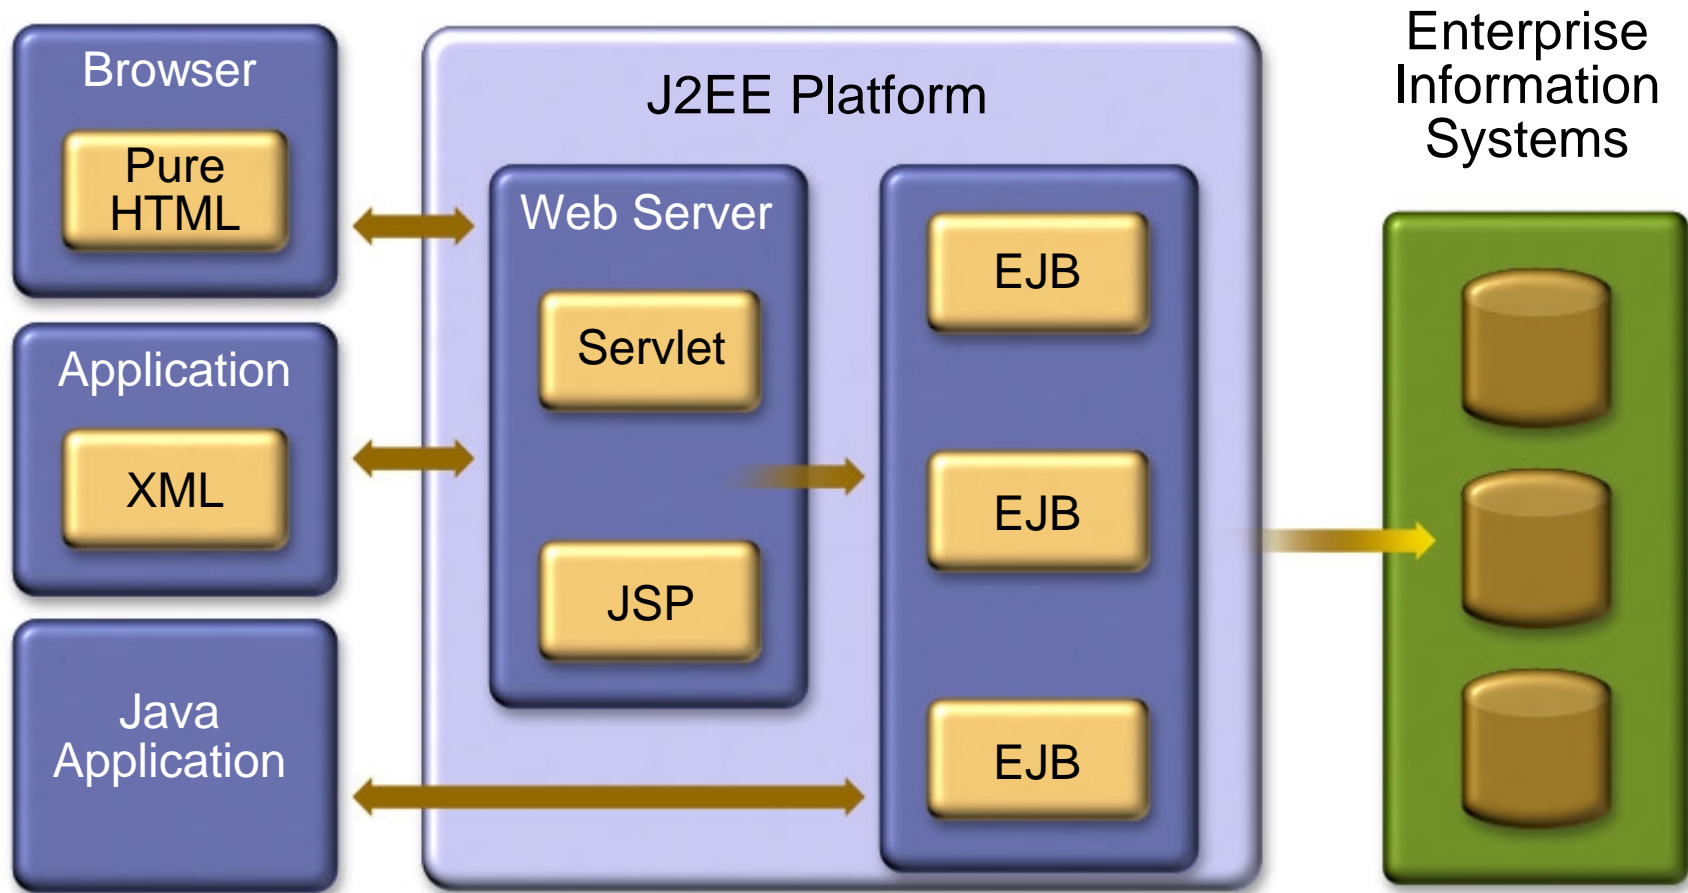 Browser
Pure
HTML
Application
XML
Java
Application
J2EE Platform
Web Server
Servlet
JSP
EJB
EJB
EJB
Enterprise
Information
Systems